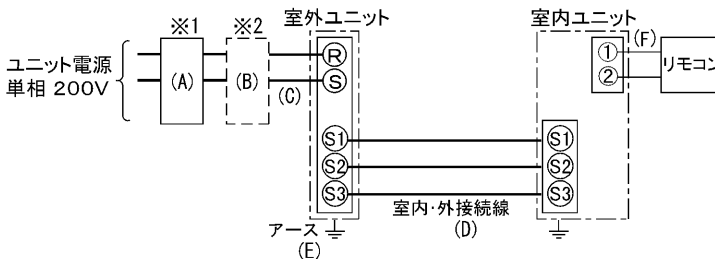 ※1
※2
室外ユニット
室内ユニット
ユニット電源
単相 200V
(A)
(B)
(C)
R
S
①
②
(F)
リモコン
S1
S2
S3
S1
S2
S3
室内・外接続線
(D)
アース
(E)